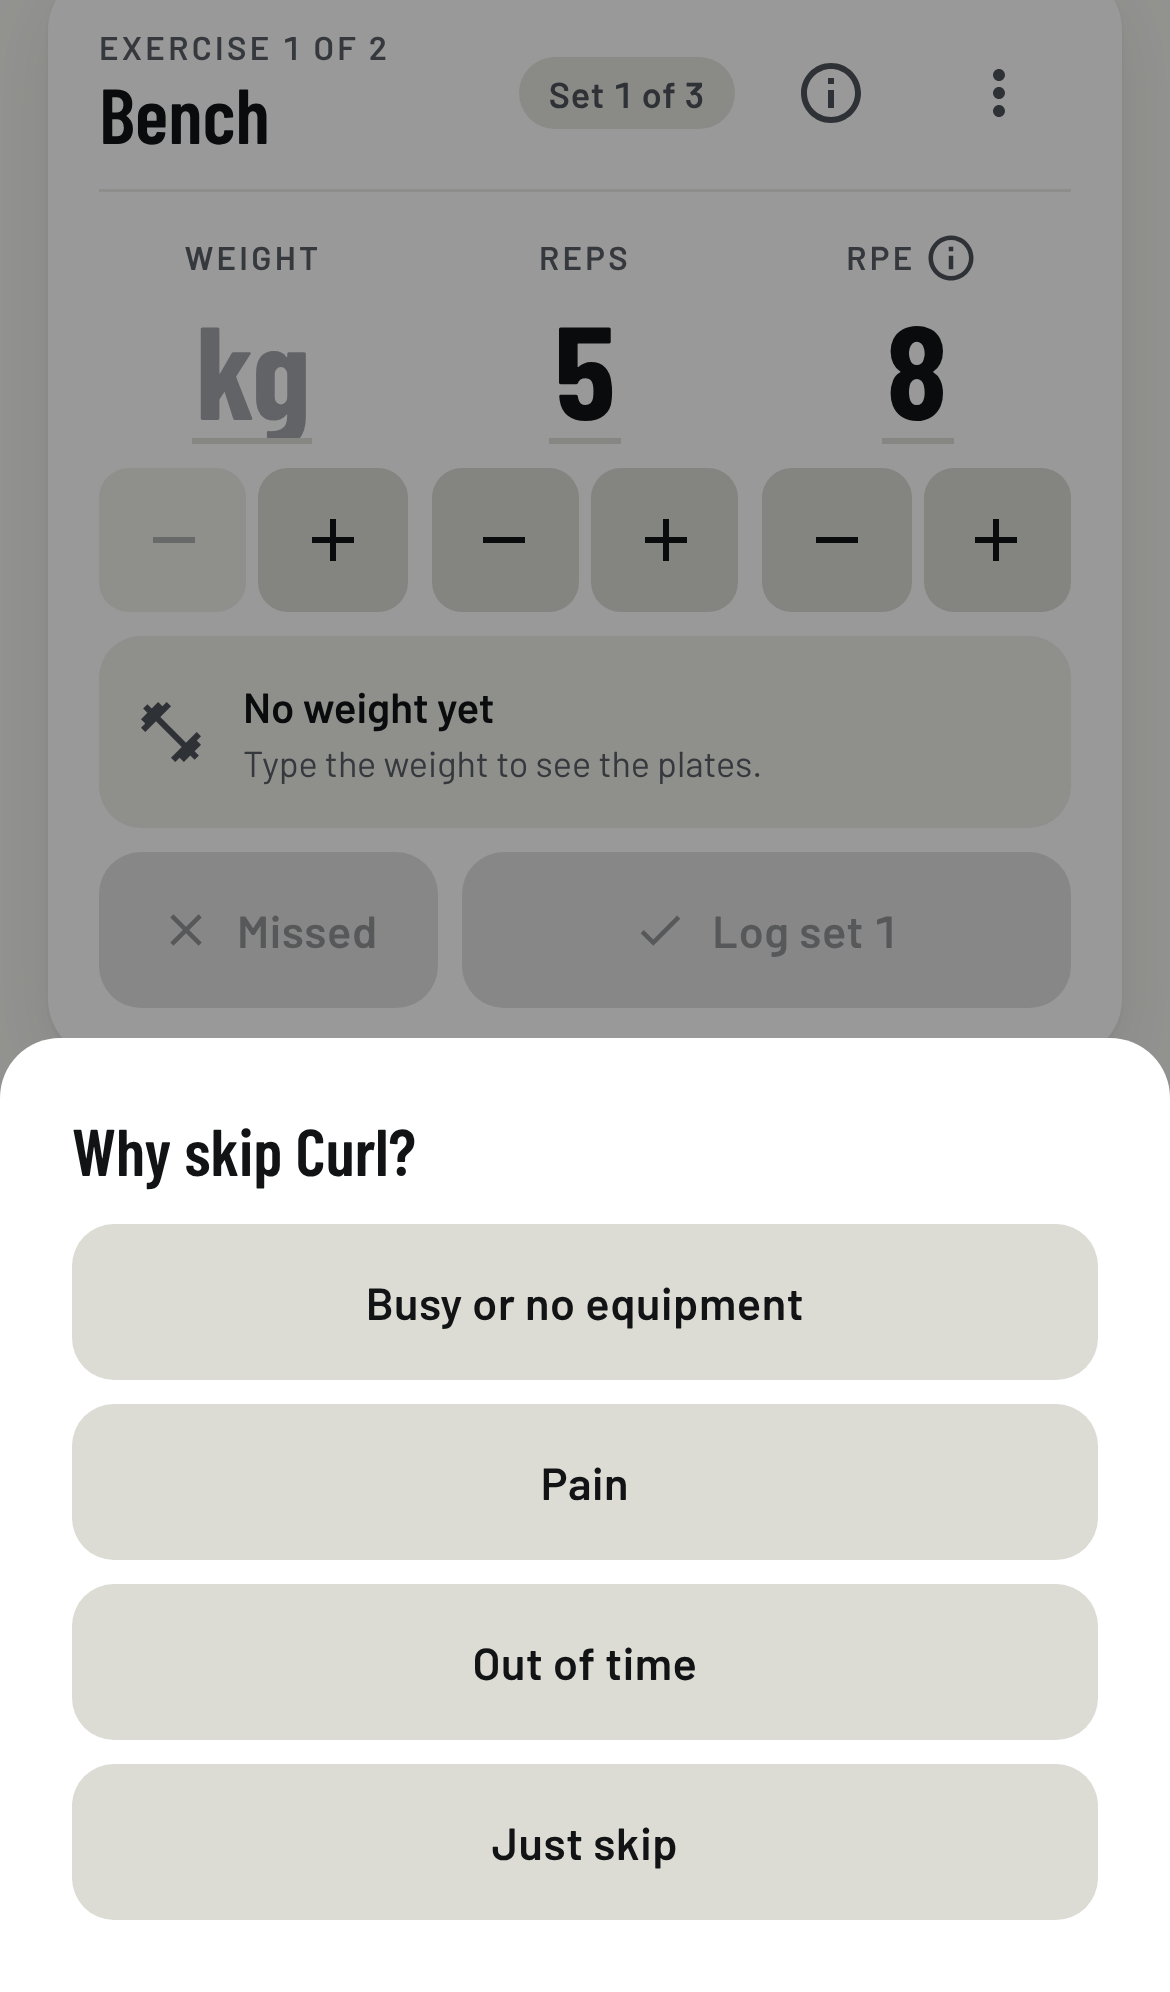 EXERCISE 1 OF 2
Bench
Set 1 of 3
WEIGHT
REPS
RPE
kg
5
8
No weight yet
Type the weight to see the plates.
Missed
Log set 1
Why skip Curl?
Busy or no equipment
Pain
Out of time
Just skip